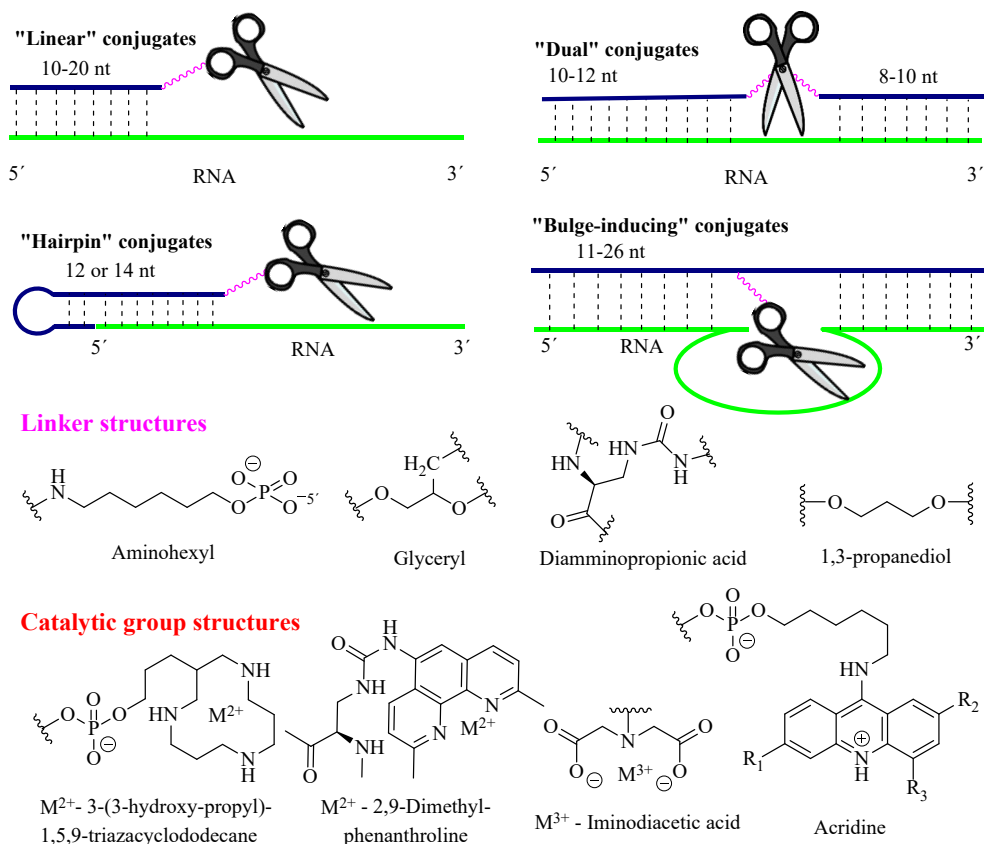 "Linear" conjugates
10-20 nt
5´ RNA 3´
"Dual" conjugates
10-12 nt 8-10 nt
5´ RNA 3´
"Hairpin" conjugates
12 or 14 nt
5´ RNA 3´
"Bulge-inducing" conjugates
11-26 nt
5´ RNA 3´
Linker structures
H
N
O
P
O
⊖
O
O
–5´
Aminohexyl
H₂C
O
O
Glyceryl
O
HN
HN
N
H
O
Diamminopropionic acid
O
O
1,3-propanediol
Catalytic group structures
O
O
P
O
O
⊖
NH
HN
M²⁺
NH
M²⁺- 3-(3-hydroxy-propyl)-
1,5,9-triazacyclododecane
H
N
O
NH
N
N
M²⁺
O
N
H
M²⁺ - 2,9-Dimethyl-
phenanthroline
O
O
N
O
O
⊖
⊖
M³⁺
M³⁺ - Iminodiacetic acid
O
O
P
O
O
⊖
HN
R₂
R₁
⊕
N
H
R₃
Acridine